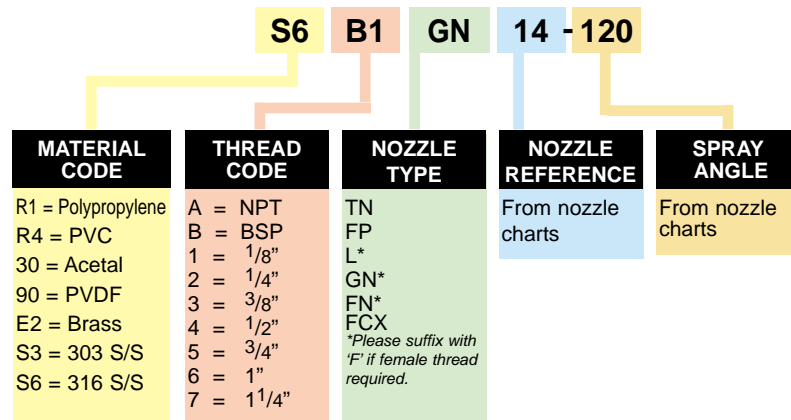 S6 B1 GN 14 - 120
MATERIAL
CODE
R1 = Polypropylene
R4 = PVC
30 = Acetal
90 = PVDF
E2 = Brass
S3 = 303 S/S
S6 = 316 S/S
THREAD
CODE
A = NPT
B = BSP
1 = 1/8”
2 = 1/4”
3 = 3/8”
4 = 1/2”
5 = 3/4”
6 = 1”
7 = 11/4”
NOZZLE
TYPE
TN
FP
L*
GN*
FN*
FCX
*Please suffix with
‘F’ if female thread
required.
NOZZLE
REFERENCE
From nozzle
charts
SPRAY
ANGLE
From nozzle
charts